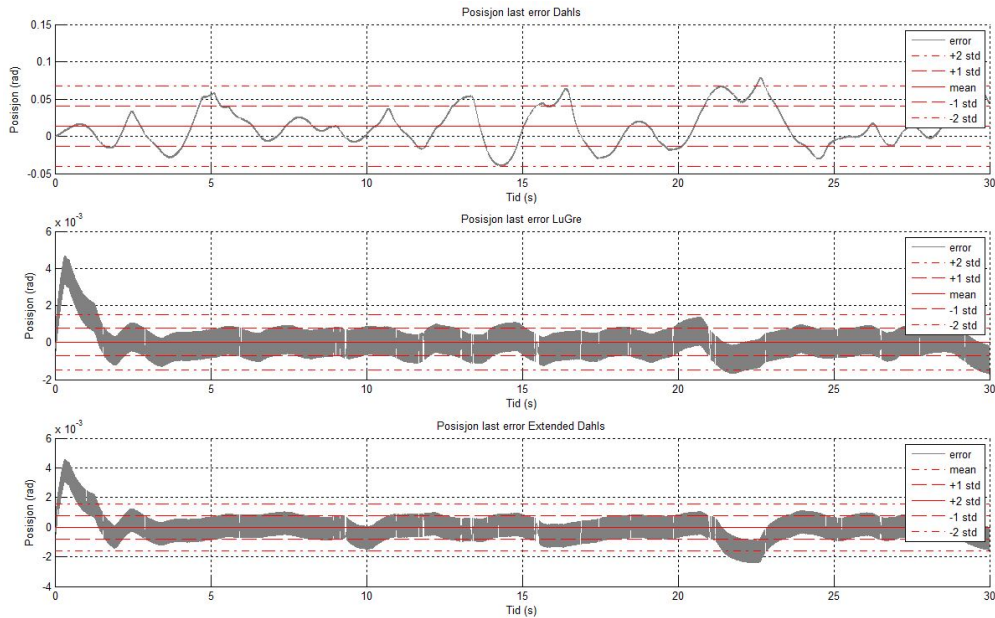 Posisjon last error Dahls
0.15
0.1
0.05
0
-0.05
Posisjon (rad)
error
+2 std
+1 std
mean
-1 std
-2 std
0 5 10 15 20 25 30
Tid (s)
Posisjon last error LuGre
x 10-3
6
4
2
0
-2
Posisjon (rad)
error
+2 std
+1 std
mean
-1 std
-2 std
0 5 10 15 20 25 30
Tid (s)
Posisjon last error Extended Dahls
x 10-3
6
4
2
0
-2
-4
Posisjon (rad)
error
mean
+1 std
+2 std
-1 std
-2 std
0 5 10 15 20 25 30
Tid (s)